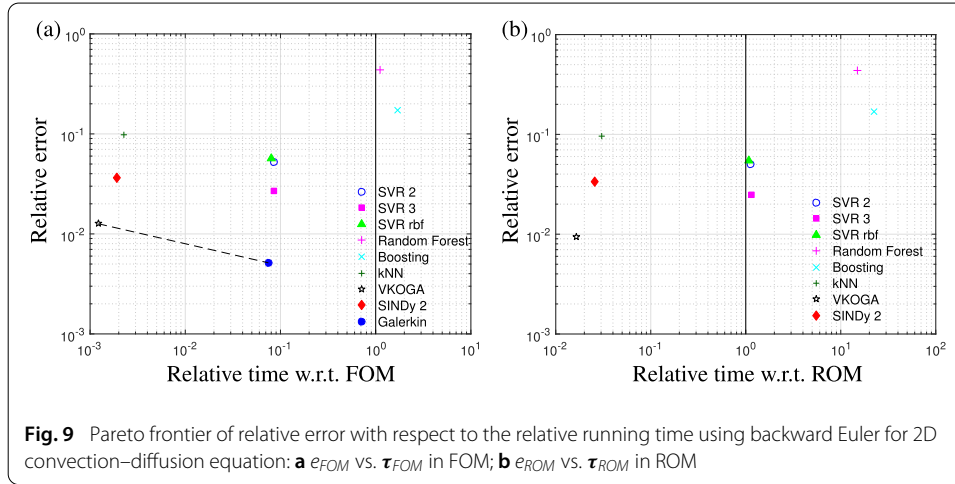 (a)
10^0
10^-1
10^-2
10^-3
Relative error
SVR 2
SVR 3
SVR rbf
Random Forest
Boosting
kNN
VKOGA
SINDy 2
Galerkin
10^-3 10^-2 10^-1 10^0 10^1
Relative time w.r.t. FOM
(b)
10^0
10^-1
10^-2
10^-3
Relative error
SVR 2
SVR 3
SVR rbf
Random Forest
Boosting
kNN
VKOGA
SINDy 2
10^-2 10^-1 10^0 10^1 10^2
Relative time w.r.t. ROM
Fig. 9 Pareto frontier of relative error with respect to the relative running time using backward Euler for 2D
convection–diffusion equation: a e_FOM vs. τ_FOM in FOM; b e_ROM vs. τ_ROM in ROM